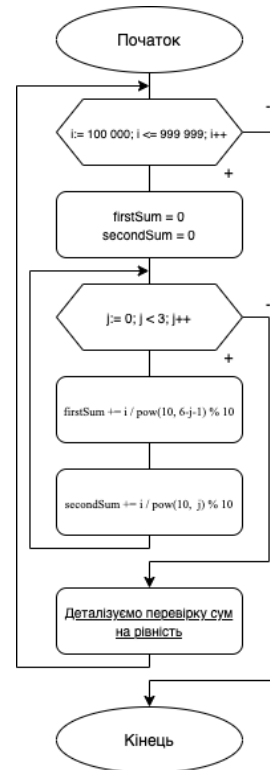 Початок
i:= 100 000; i <= 999 999; i++
-
+
firstSum = 0
secondSum = 0
j:= 0; j < 3; j++
-
+
firstSum += i / pow(10, 6-j-1) % 10
secondSum += i / pow(10, j) % 10
Деталізуємо перевірку сум
на рівність
Кінець